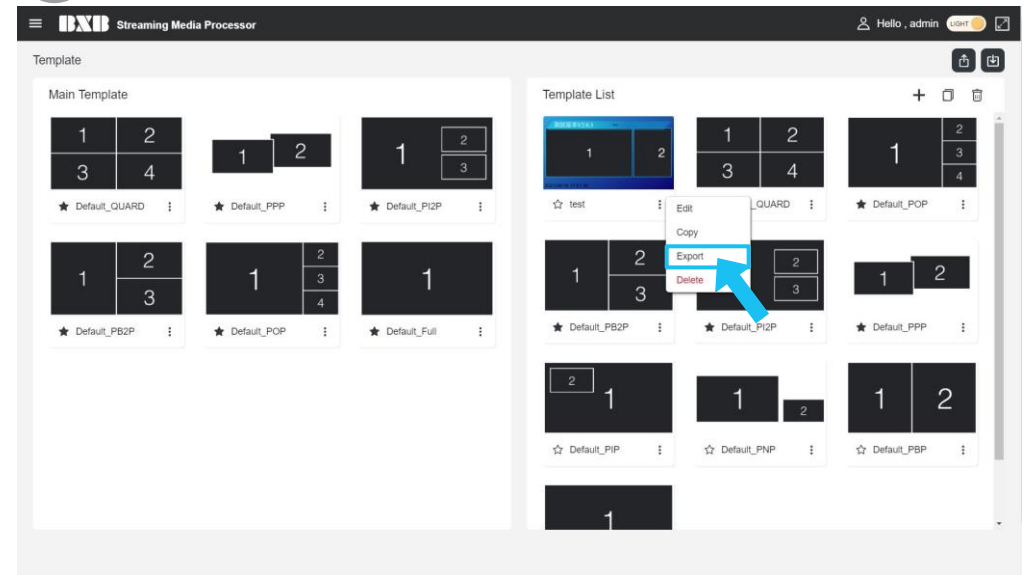 BXB Streaming Media Processor
Hello , admin
LIGHT
Template
Main Template
1 2 3 4
Default_QUARD
1 2
Default_PPP
1 2 3
Default_PI2P
1 2 3
Default_PB2P
1 2 3 4
Default_POP
1
Default_Full
Template List
1 2
test
1 2 3 4
_QUARD
1 2 3 4
Default_POP
Edit
Copy
Export
Delete
1 2 3
Default_PB2P
2 3
Default_PI2P
1 2
Default_PPP
2 1
Default_PIP
1 2
Default_PNP
1 2
Default_PBP
1